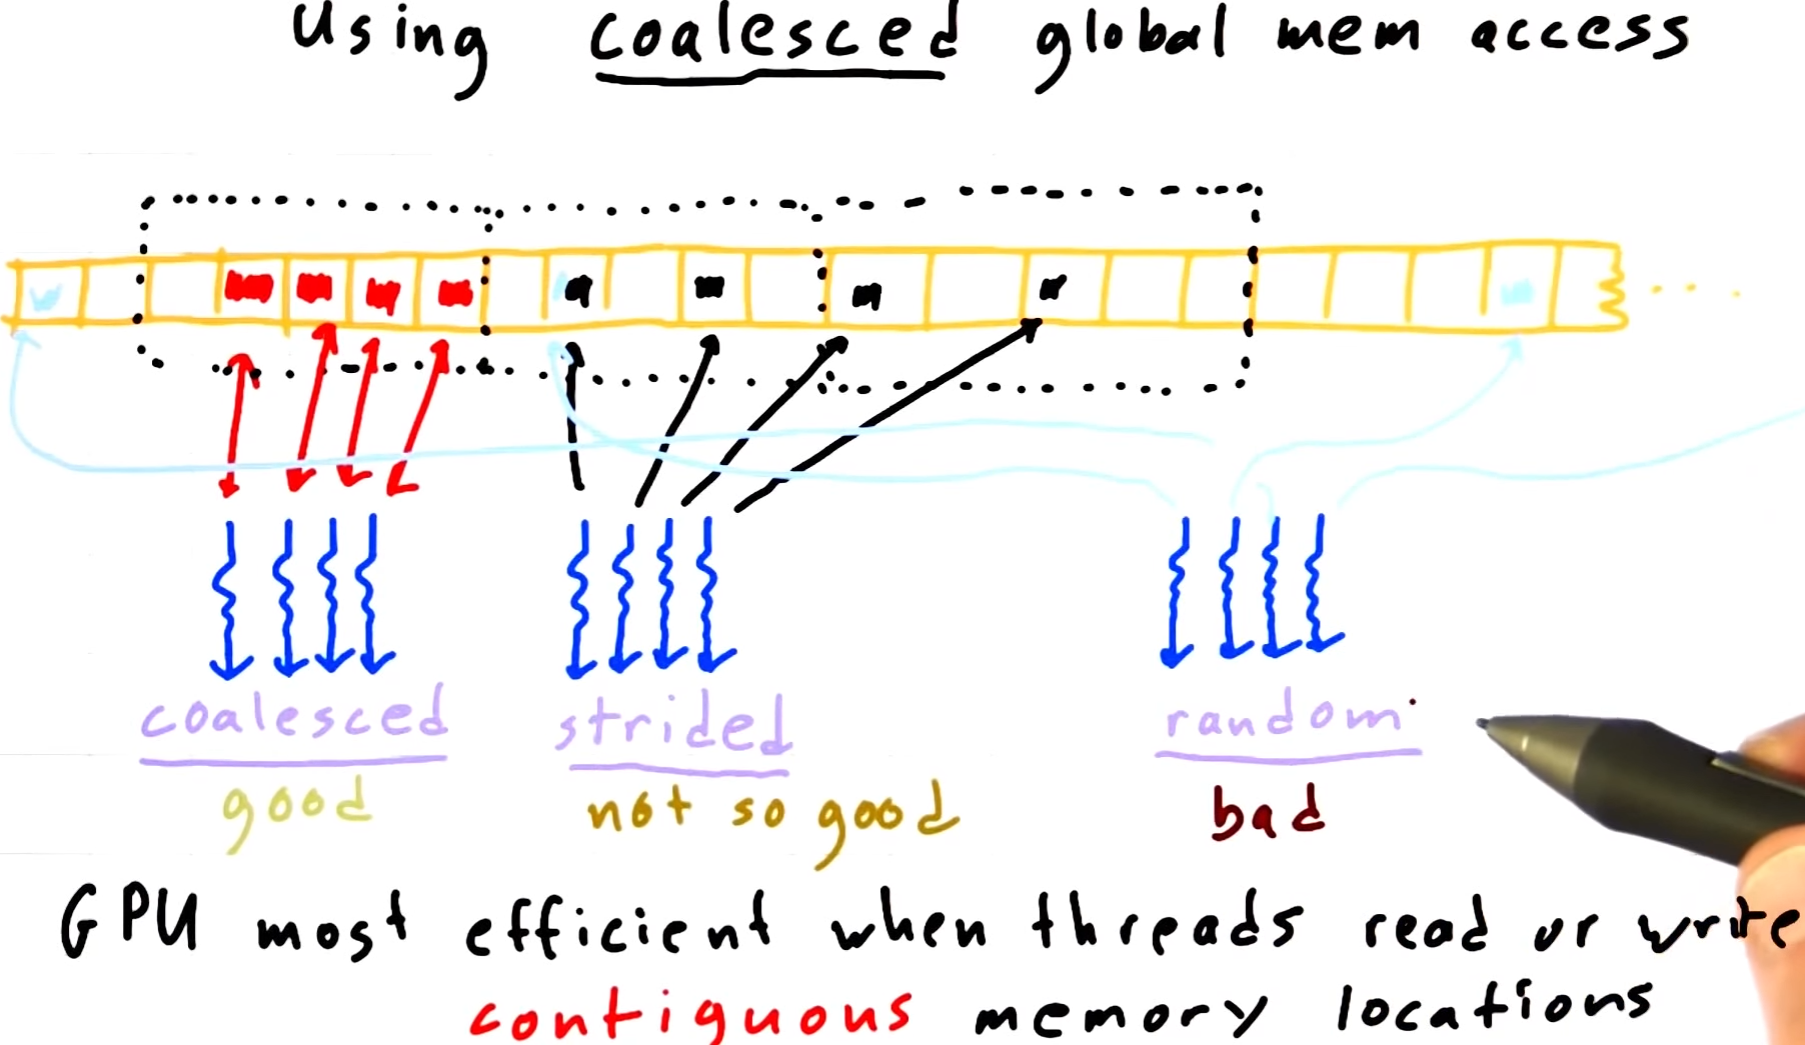 Using coalesced global mem access
coalesced strided random
good not so good bad
GPU most efficient when threads read or write
contiguous memory locations